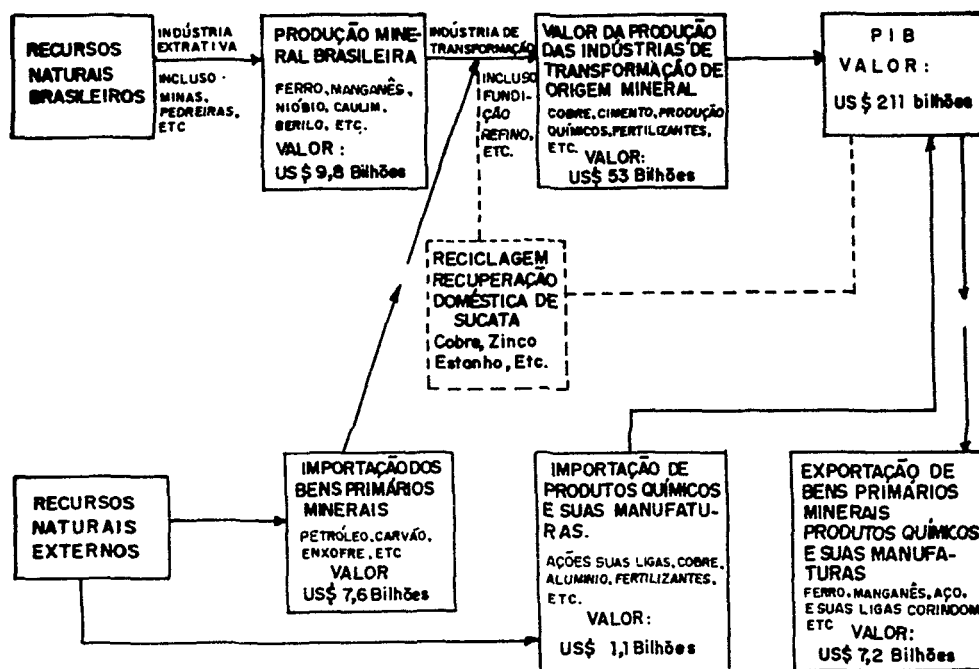 RECURSOS
NATURAIS
BRASILEIROS
INDÚSTRIA
EXTRATIVA
INCLUSO ·
MINAS,
PEDREIRAS,
ETC
PRODUÇÃO MINE-
RAL BRASILEIRA
FERRO, MANGANÊS,
NIÓBIO, CAULIM,
BERILO, ETC.
VALOR :
US $ 9,8 Bilhões
INDÚSTRIA DE
TRANSFORMAÇÃO
INCLUSO
FUNDI-
ÇÃO
REFINO,
ETC.
VALOR DA PRODUÇÃO
DAS INDÚSTRIAS DE
TRANSFORMAÇÃO DE
ORIGEM MINERAL
COBRE, CIMENTO, PRODUÇÃO
QUÍMICOS, FERTILIZANTES,
ETC.
VALOR:
US$ 53 Bilhões
P I B
VALOR :
US $ 211 bilhões
RECICLAGEM
RECUPERAÇÃO
DOMÉSTICA DE
SUCATA
Cobre, Zinco
Estanho, Etc.
RECURSOS
NATURAIS
EXTERNOS
IMPORTAÇÃO DOS
BENS PRIMÁRIOS
MINERAIS
PETRÓLEO, CARVÃO,
ENXOFRE, ETC
VALOR
US$ 7,6 Bilhões
IMPORTAÇÃO DE
PRODUTOS QUÍMICOS
E SUAS MANUFATU-
RAS.
AÇÕES SUAS LIGAS, COBRE,
ALUMINIO, FERTILIZANTES,
ETC.
VALOR:
US$ 1,1 Bilhões
EXPORTAÇÃO DE
BENS PRIMÁRIOS
MINERAIS
PRODUTOS QUÍMICOS
E SUAS MANUFA-
TURAS
FERRO, MANGANÊS, AÇO.
E SUAS LIGAS CORINDOM
ETC
VALOR:
US$ 7,2 Bilhões